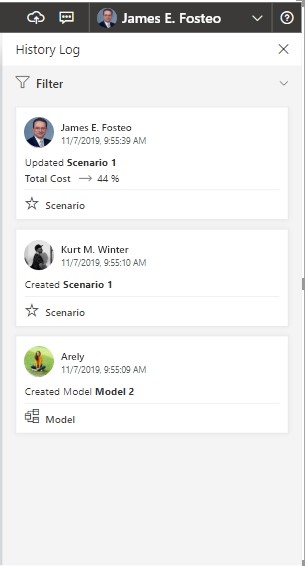 James E. Fosteo
History Log
Filter
James E. Fosteo
11/7/2019, 9:55:39 AM
Updated Scenario 1
Total Cost → 44 %
Scenario
Kurt M. Winter
11/7/2019, 9:55:10 AM
Created Scenario 1
Scenario
Arely
11/7/2019, 9:55:09 AM
Created Model Model 2
Model